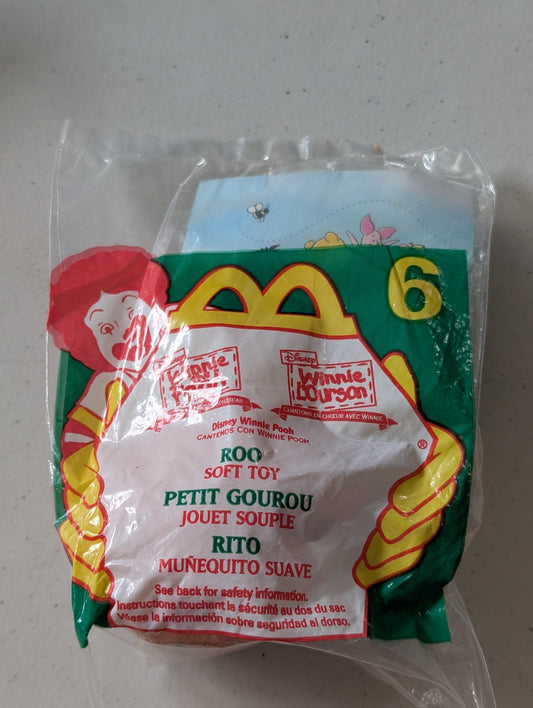 6
Disney
Winnie
L'Ourson
CHANTONS EN CHŒUR AVEC WINNIE
Disney Winnie Pooh
CANTEMOS CON WINNIE POOH
®
ROO
SOFT TOY
PETIT GOUROU
JOUET SOUPLE
RITO
MUÑEQUITO SUAVE
See back for safety information.
Instructions touchant la sécurité au dos du sac
Véase la información sobre seguridad al dorso.